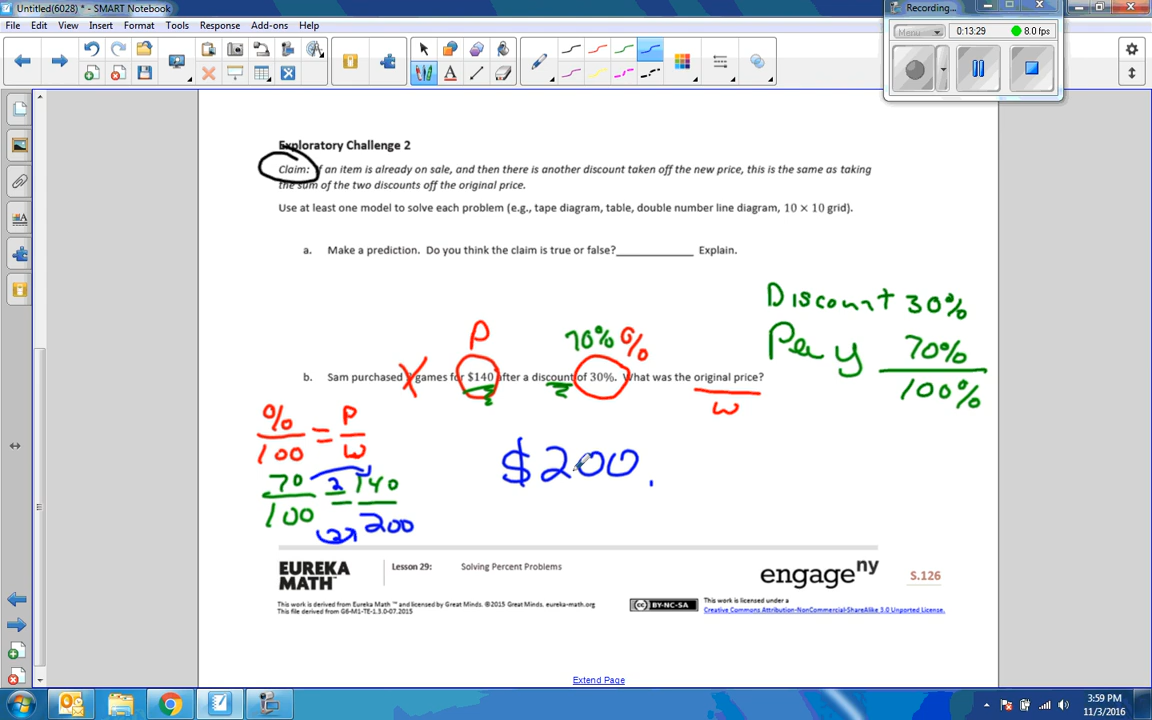 Untitled(6028) * - SMART Notebook
Recording...
File Edit View Insert Format Tools Response Add-ons Help
Menu 0:13:29 8.0 fps
Exploratory Challenge 2
Claim: If an item is already on sale, and then there is another discount taken off the new price, this is the same as taking
the sum of the two discounts off the original price.
Use at least one model to solve each problem (e.g., tape diagram, table, double number line diagram, 10 × 10 grid).
a. Make a prediction. Do you think the claim is true or false?____________ Explain.
Discount 30%
P 70% % Pay 70%
b. Sam purchased games for $140 after a discount of 30%. What was the original price?
100%
w
% = P
100 w
$200.
70 2 140
100 2 200
EUREKA MATH™
Lesson 29: Solving Percent Problems
engageny
S.126
This work is derived from Eureka Math ™ and licensed by Great Minds. ©2015 Great Minds. eureka-math.org
This file derived from G6-M1-TE-1.3.0-07.2015
(cc) BY-NC-SA
This work is licensed under a
Creative Commons Attribution-NonCommercial-ShareAlike 3.0 Unported License.
Extend Page
3:59 PM
11/3/2016